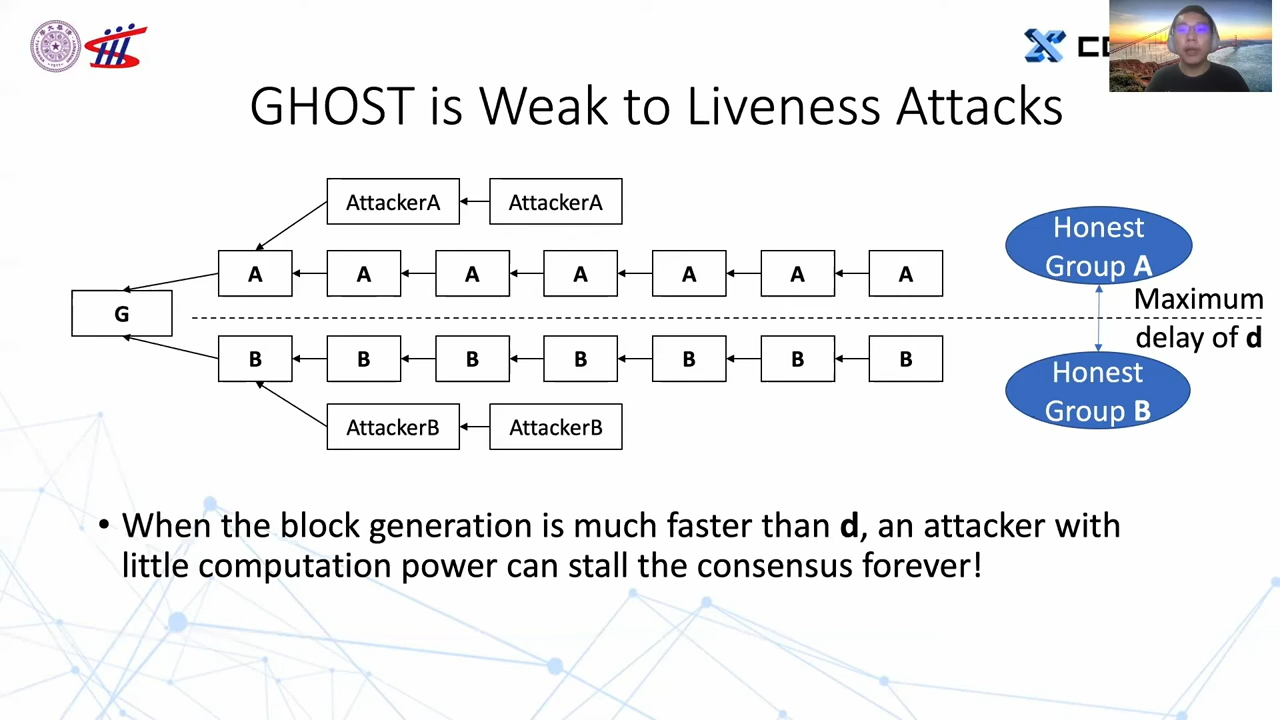 GHOST is Weak to Liveness Attacks
AttackerA
AttackerA
A
A
A
A
A
A
A
G
B
B
B
B
B
B
B
AttackerB
AttackerB
Honest
Group A
Maximum
delay of d
Honest
Group B
• When the block generation is much faster than d, an attacker with
little computation power can stall the consensus forever!